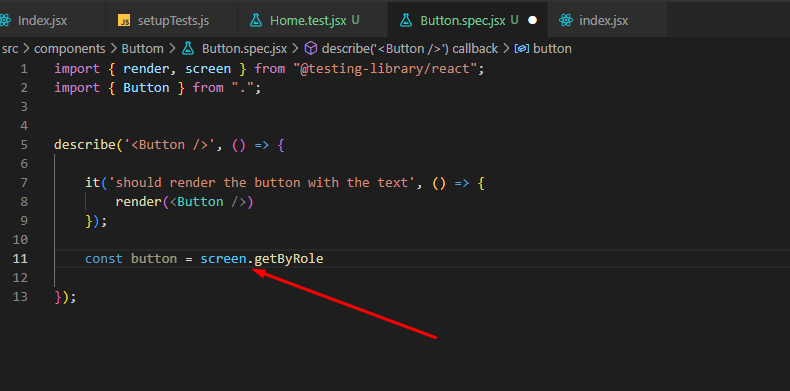 Index.jsx setupTests.js Home.test.jsx U Button.spec.jsx U index.jsx
src > components > Buttom > Button.spec.jsx > describe('<Button />') callback > button
1 import { render, screen } from "@testing-library/react";
2 import { Button } from ".";
3
4
5 describe('<Button />', () => {
6
7 it('should render the button with the text', () => {
8 render(<Button />)
9 });
10
11 const button = screen.getByRole
12
13 });